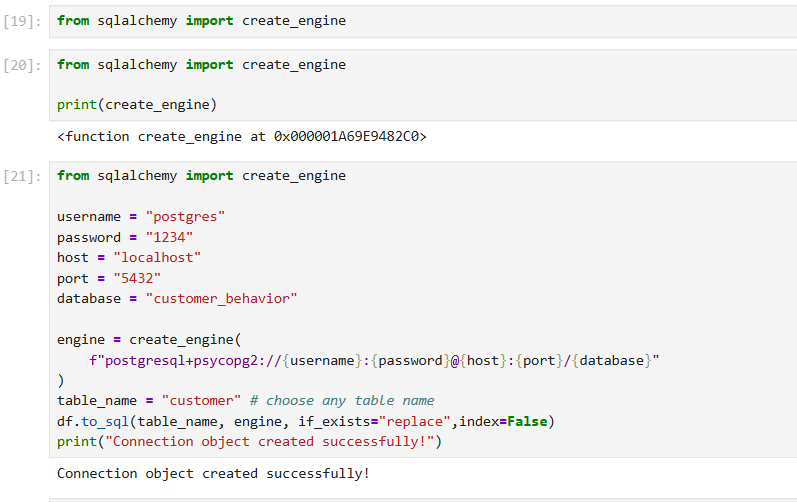 [19]: from sqlalchemy import create_engine
[20]: from sqlalchemy import create_engine
print(create_engine)
<function create_engine at 0x000001A69E9482C0>
[21]: from sqlalchemy import create_engine
username = "postgres"
password = "1234"
host = "localhost"
port = "5432"
database = "customer_behavior"
engine = create_engine(
    f"postgresql+psycopg2://{username}:{password}@{host}:{port}/{database}"
)
table_name = "customer" # choose any table name
df.to_sql(table_name, engine, if_exists="replace",index=False)
print("Connection object created successfully!")
Connection object created successfully!